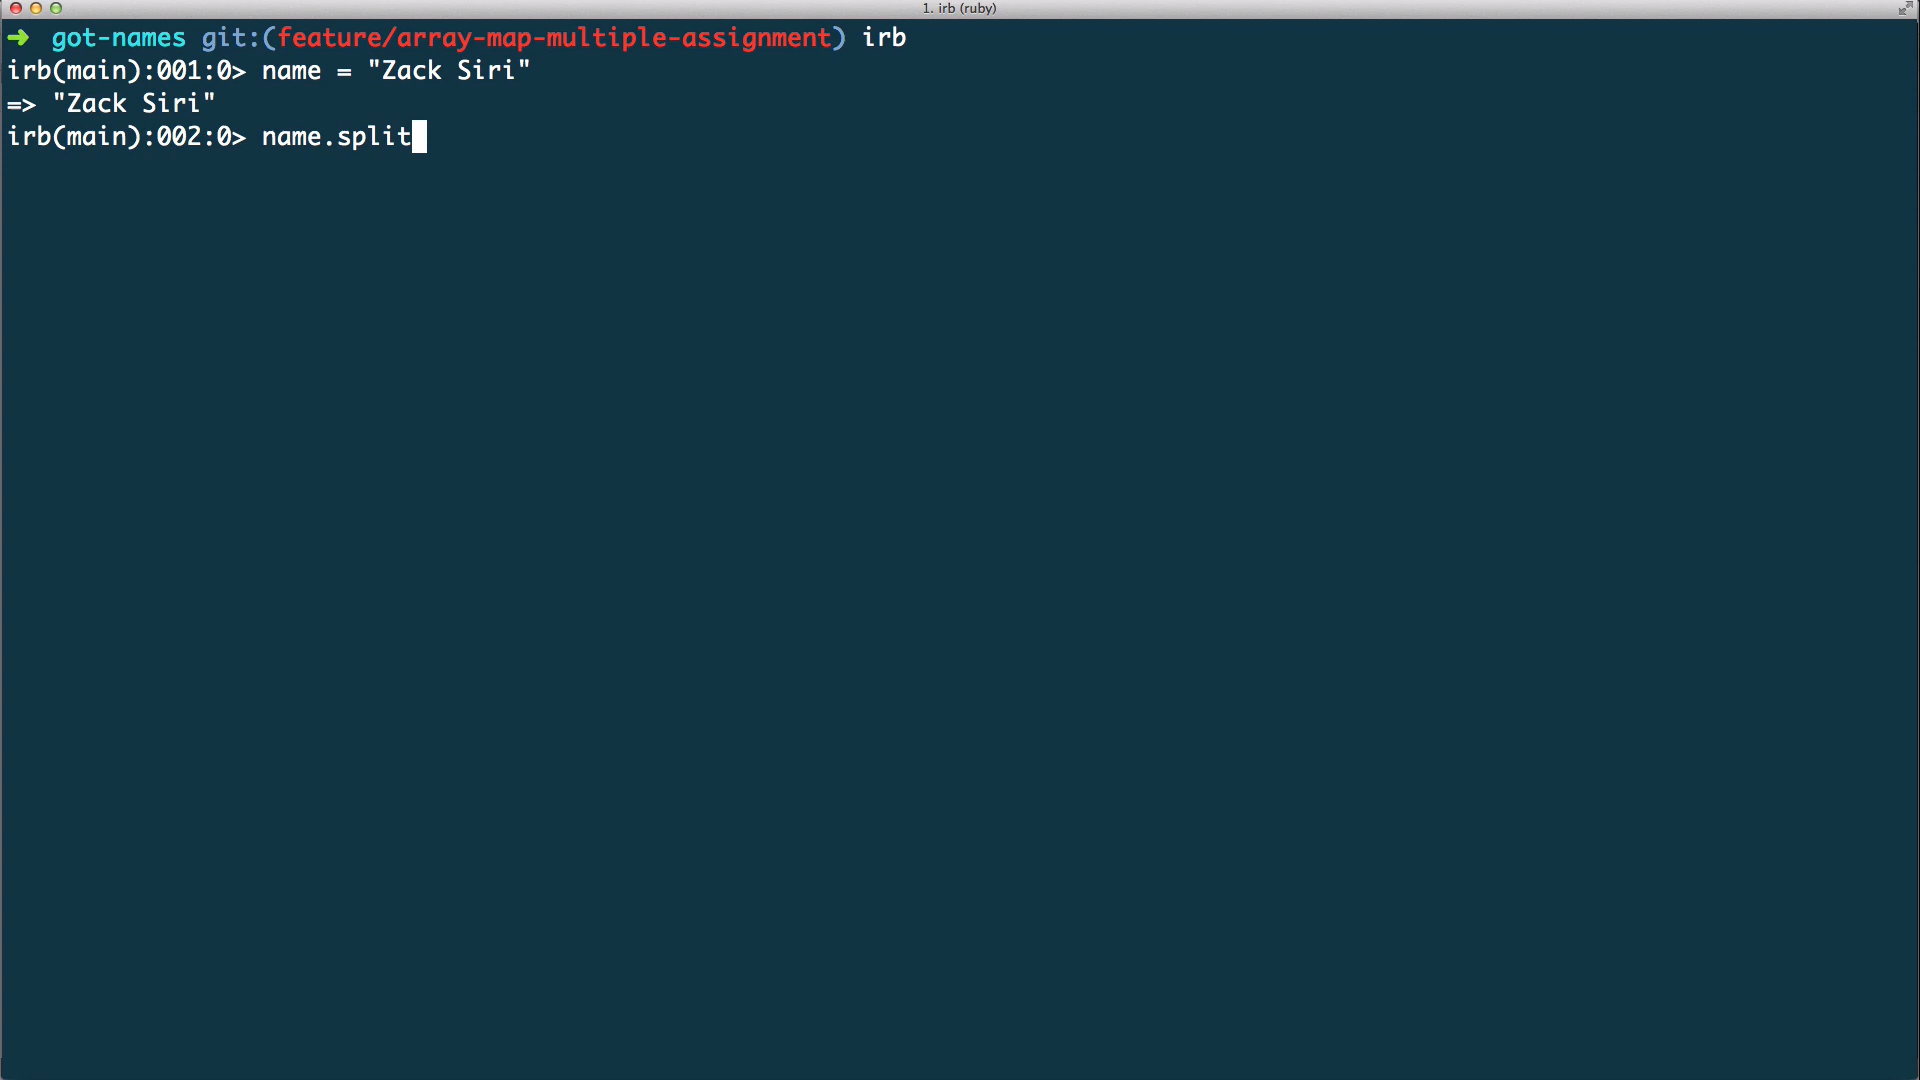 1. irb (ruby)
➜ got-names git:(feature/array-map-multiple-assignment) irb
irb(main):001:0> name = "Zack Siri"
=> "Zack Siri"
irb(main):002:0> name.split